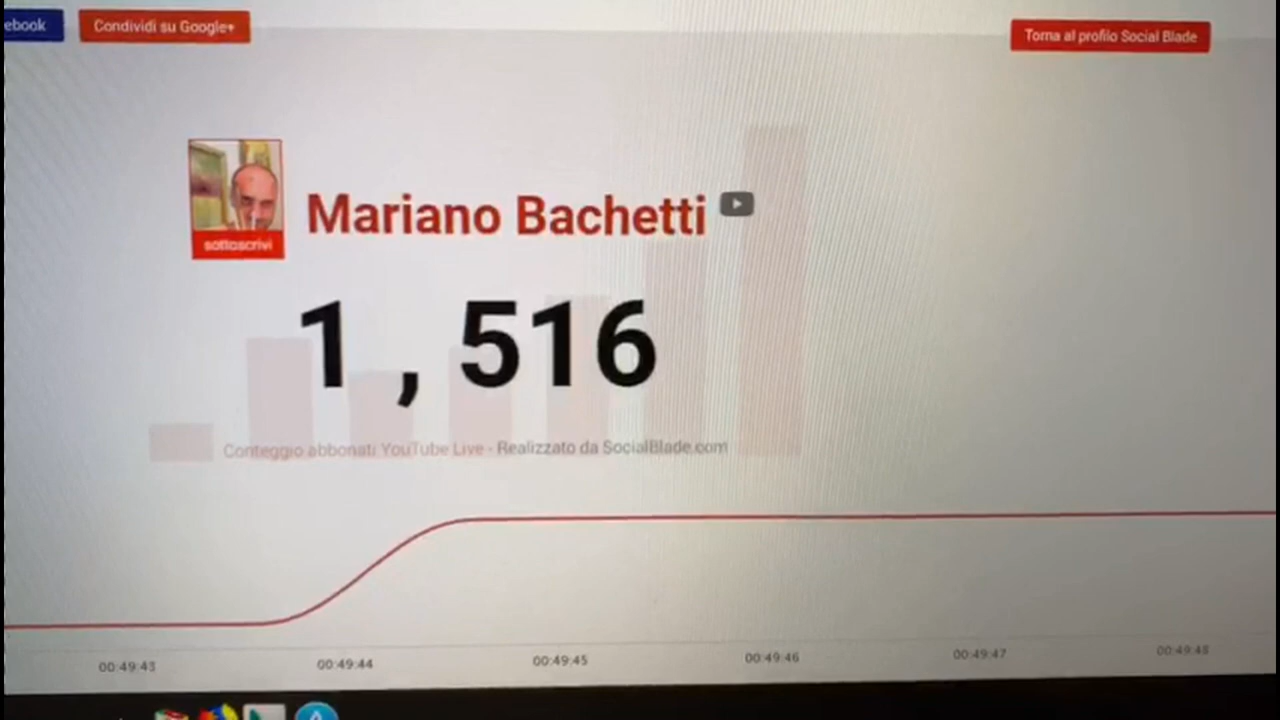 ebook
Condividi su Google+
Torna al profilo Social Blade
sottoscrivi
Mariano Bachetti
1 , 516
Conteggio abbonati YouTube Live - Realizzato da SocialBlade.com
00:49:43 00:49:44 00:49:45 00:49:46 00:49:47 00:49:48